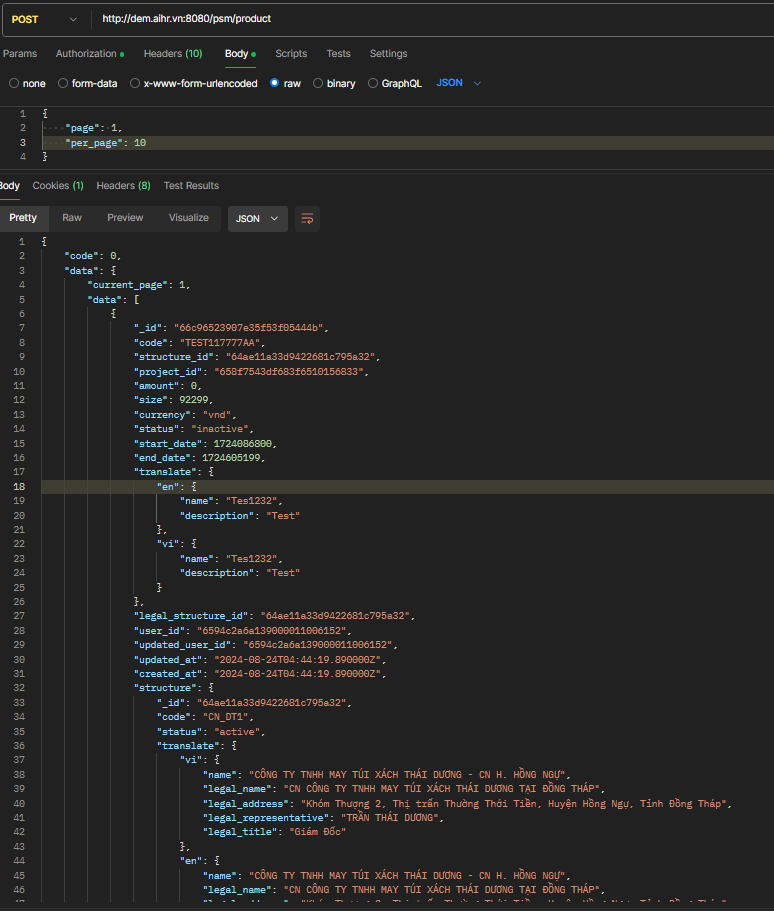 POST http://dem.aihr.vn:8080/psm/product
Params Authorization Headers (10) Body Scripts Tests Settings
none form-data x-www-form-urlencoded raw binary GraphQL JSON
1 {
2 "page": 1,
3 "per_page": 10
4 }
Body Cookies (1) Headers (8) Test Results
Pretty Raw Preview Visualize JSON
1 {
2 "code": 0,
3 "data": {
4 "current_page": 1,
5 "data": [
6 {
7 "_id": "66c96523907e35f53f05444b",
8 "code": "TEST117777AA",
9 "structure_id": "64ae11a33d9422681c795a32",
10 "project_id": "658f7543df683f6510156833",
11 "amount": 0,
12 "size": 92299,
13 "currency": "vnd",
14 "status": "inactive",
15 "start_date": 1724086800,
16 "end_date": 1724605199,
17 "translate": {
18 "en": {
19 "name": "Tes1232",
20 "description": "Test"
21 },
22 "vi": {
23 "name": "Tes1232",
24 "description": "Test"
25 }
26 },
27 "legal_structure_id": "64ae11a33d9422681c795a32",
28 "user_id": "6594c2a6a139000011006152",
29 "updated_user_id": "6594c2a6a139000011006152",
30 "updated_at": "2024-08-24T04:44:19.890000Z",
31 "created_at": "2024-08-24T04:44:19.890000Z",
32 "structure": {
33 "_id": "64ae11a33d9422681c795a32",
34 "code": "CN_DT1",
35 "status": "active",
36 "translate": {
37 "vi": {
38 "name": "CÔNG TY TNHH MAY TÚI XÁCH THÁI DƯƠNG - CN H. HỒNG NGỰ",
39 "legal_name": "CN CÔNG TY TNHH MAY TÚI XÁCH THÁI DƯƠNG TẠI ĐỒNG THÁP",
40 "legal_address": "Khóm Thượng 2, Thị trấn Thường Thới Tiền, Huyện Hồng Ngự, Tỉnh Đồng Tháp",
41 "legal_representative": "TRẦN THÁI DƯƠNG",
42 "legal_title": "Giám Đốc"
43 },
44 "en": {
45 "name": "CÔNG TY TNHH MAY TÚI XÁCH THÁI DƯƠNG - CN H. HỒNG NGỰ",
46 "legal_name": "CN CÔNG TY TNHH MAY TÚI XÁCH THÁI DƯƠNG TẠI ĐỒNG THÁP",